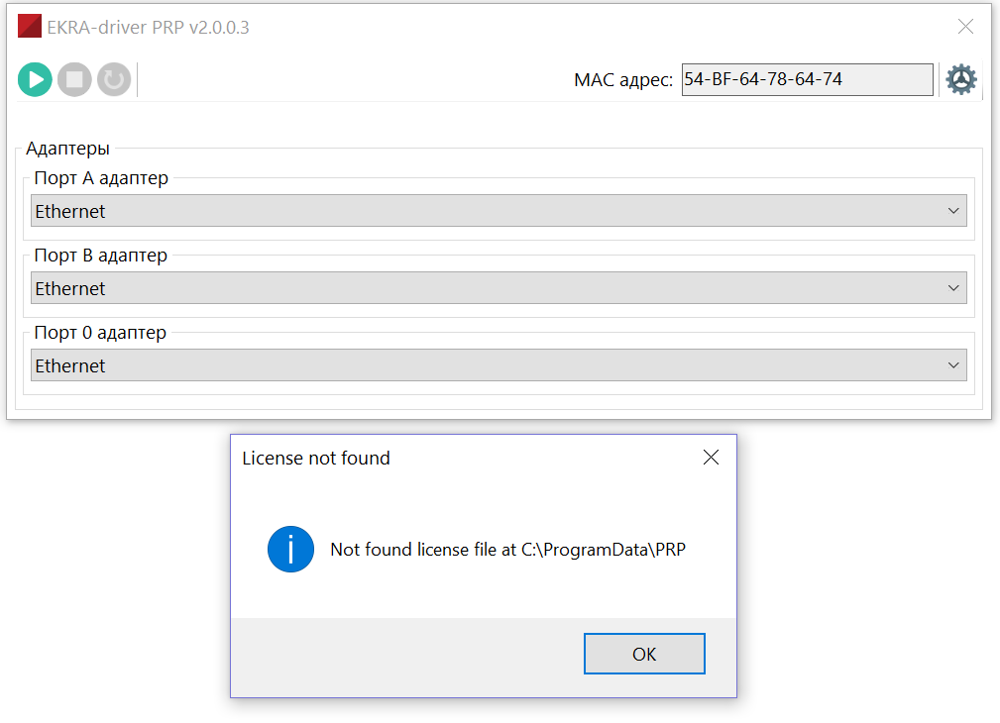 EKRA-driver PRP v2.0.0.3
MAC адрес: 54-BF-64-78-64-74
Адаптеры
Порт A адаптер
Ethernet
Порт B адаптер
Ethernet
Порт 0 адаптер
Ethernet
License not found
Not found license file at C:\ProgramData\PRP
OK